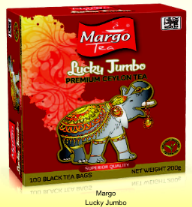 Margo
TEA
Lucky Jumbo
PREMIUM CEYLON TEA
SUPERIOR QUALITY
100 BLACK TEA BAGS
NET WEIGHT 200g
Margo
Lucky Jumbo